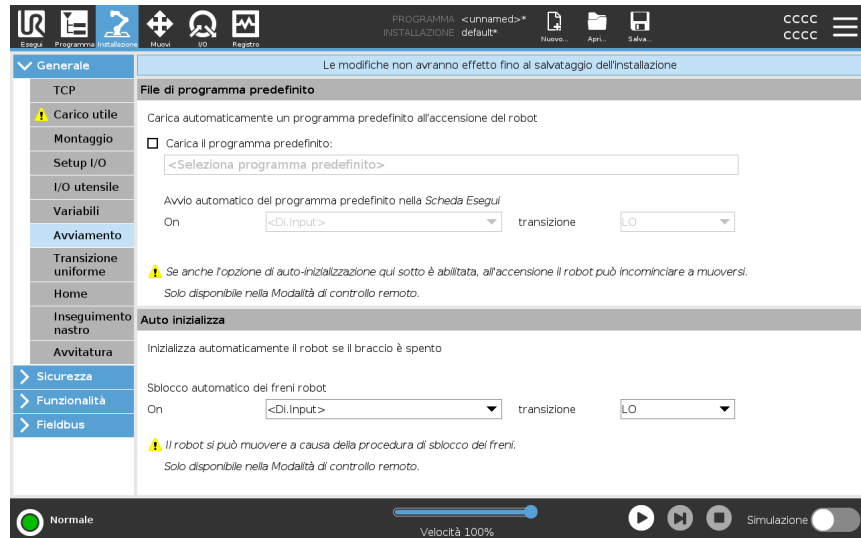 UR
Esegui Programma Installazione Muovi I/O Registro
PROGRAMMA <unnamed>*
INSTALLAZIONE default*
Nuovo... Apri... Salva...
cccc
cccc
Generale
Le modifiche non avranno effetto fino al salvataggio dell'installazione
TCP
Carico utile
Montaggio
Setup I/O
I/O utensile
Variabili
Avviamento
Transizione
uniforme
Home
Inseguimento
nastro
Avvitatura
Sicurezza
Funzionalità
Fieldbus
File di programma predefinito
Carica automaticamente un programma predefinito all'accensione del robot
Carica il programma predefinito:
<Seleziona programma predefinito>
Avvio automatico del programma predefinito nella Scheda Esegui
On <Di.Input> transizione LO
Se anche l'opzione di auto-inizializzazione qui sotto è abilitata, all'accensione il robot può incominciare a muoversi.
Solo disponibile nella Modalità di controllo remoto.
Auto inizializza
Inizializza automaticamente il robot se il braccio è spento
Sblocco automatico dei freni robot
On <Di.Input> transizione LO
Il robot si può muovere a causa della procedura di sblocco dei freni.
Solo disponibile nella Modalità di controllo remoto.
Normale
Velocità 100%
Simulazione